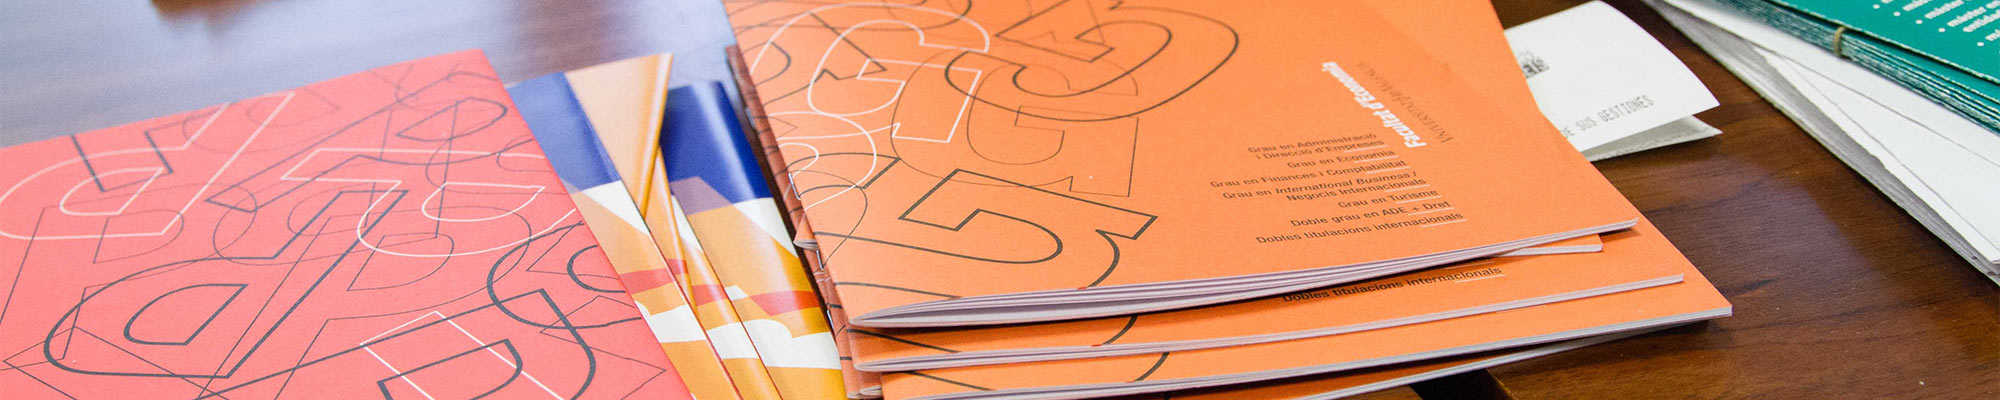 Facultat d'Economia
Grau en Administració
i Direcció d'Empreses
Grau en Economia
Grau en Finances i Comptabilitat
Grau en International Business /
Negocis Internacionals
Grau en Turisme
Doble grau en ADE + Dret
Dobles titulacions internacionals
Dobles titulacions internacionals
DE SUS GESTIONES